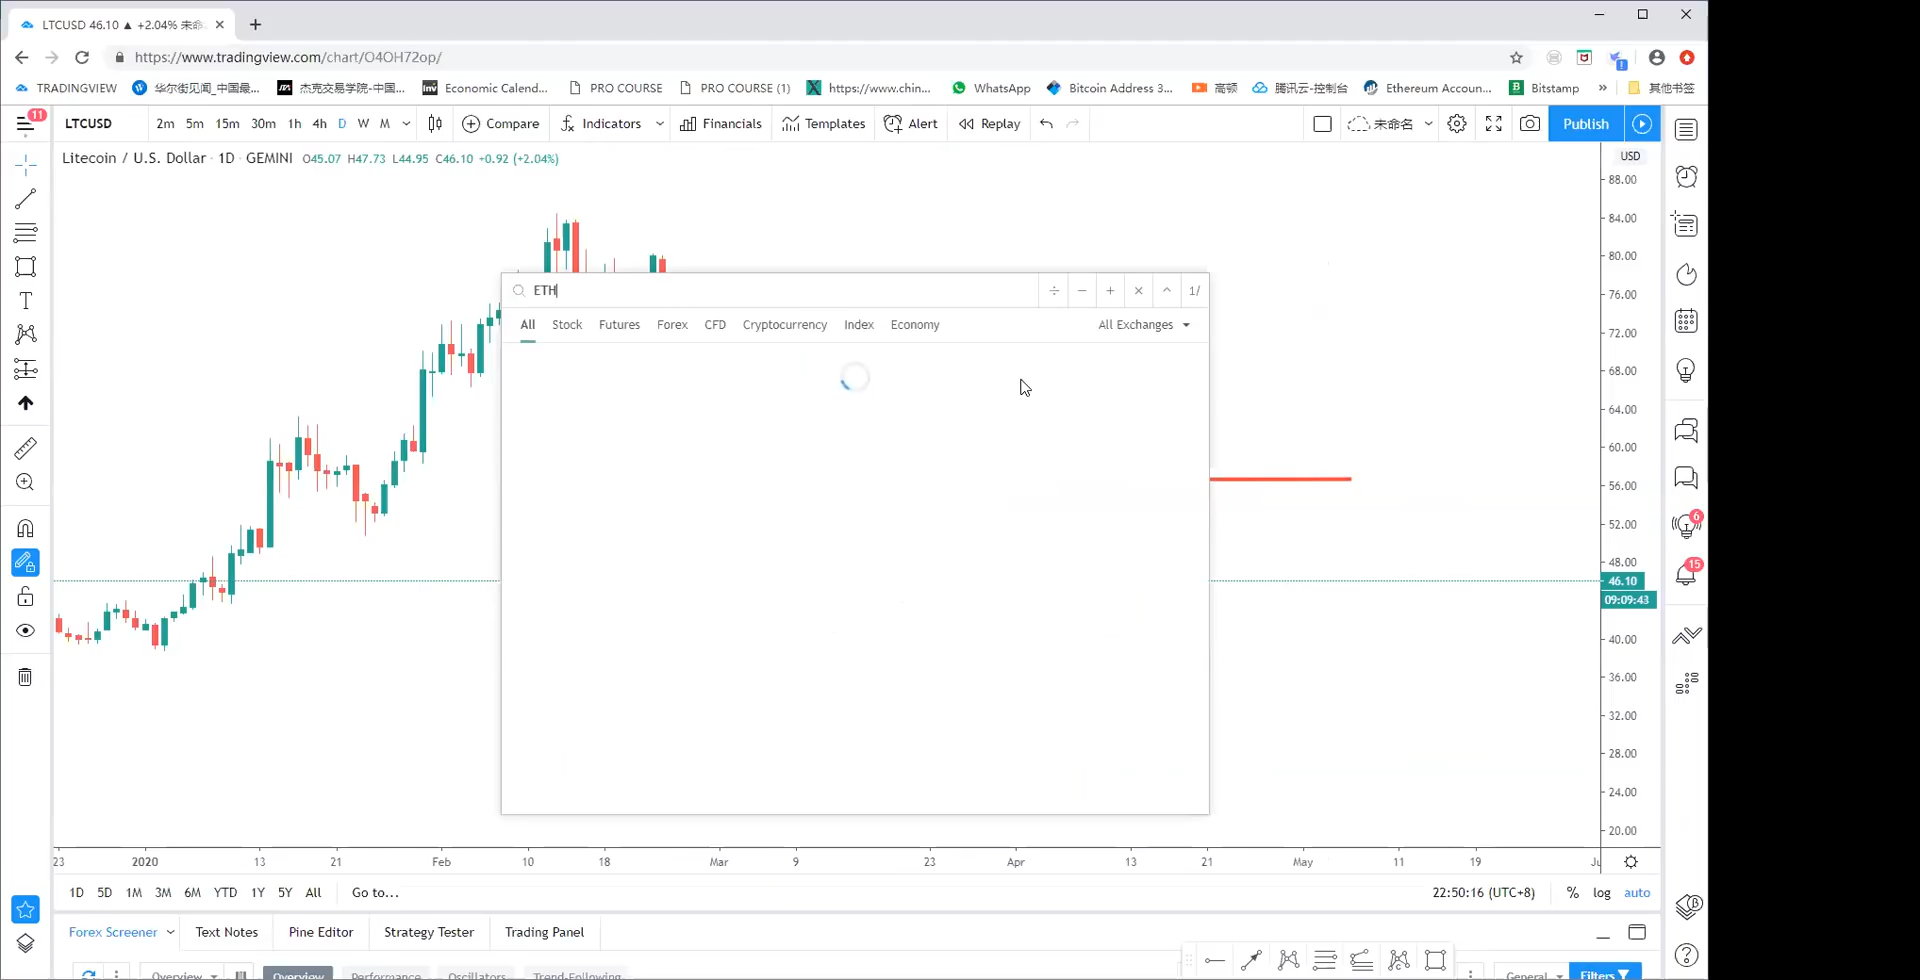 LTCUSD 46.10 ▲ +2.04% 未命
https://www.tradingview.com/chart/O4OH72op/
TRADINGVIEW 华尔街见闻_中国最... 杰克交易学院-中国... Economic Calend... PRO COURSE PRO COURSE (1) https://www.chin... WhatsApp Bitcoin Address 3... 高顿 腾讯云-控制台 Ethereum Accoun... Bitstamp » 其他书签
11 LTCUSD 2m 5m 15m 30m 1h 4h D W M Compare Indicators Financials Templates Alert Replay 未命名 Publish
Litecoin / U.S. Dollar · 1D · GEMINI O45.07 H47.73 L44.95 C46.10 +0.92 (+2.04%)
USD
88.00
84.00
80.00
76.00
72.00
68.00
64.00
60.00
56.00
52.00
48.00
46.10
09:09:43
40.00
36.00
32.00
28.00
24.00
20.00
ETH ÷ − + × ^ 1/
All Stock Futures Forex CFD Cryptocurrency Index Economy All Exchanges
6
15
23 2020 13 21 Feb 10 18 Mar 9 23 Apr 13 21 May 11 19
1D 5D 1M 3M 6M YTD 1Y 5Y All Go to... 22:50:16 (UTC+8) % log auto
Forex Screener Text Notes Pine Editor Strategy Tester Trading Panel
Overview Overview Performance Oscillators Trend-Following General Filters